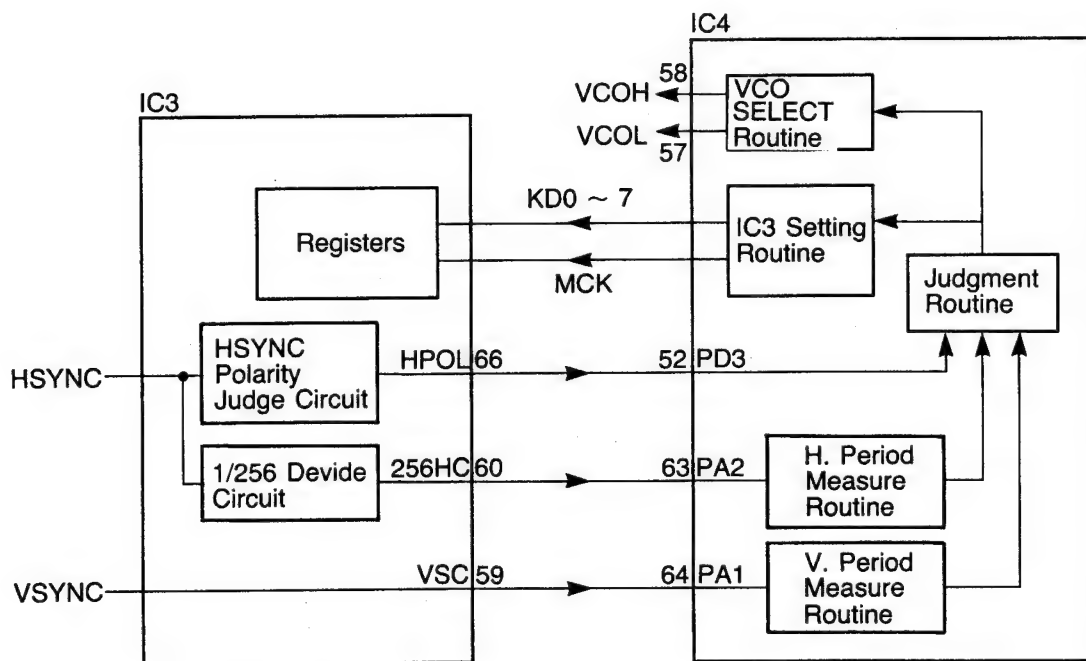 IC4
58
VCOH
VCO
SELECT
Routine
VCOL
57
IC3
KD0 ~ 7
Registers
IC3 Setting
Routine
MCK
Judgment
Routine
HSYNC
HSYNC
Polarity
Judge Circuit
HPOL 66
52 PD3
1/256 Devide
Circuit
256HC 60
63 PA2
H. Period
Measure
Routine
VSYNC
VSC 59
64 PA1
V. Period
Measure
Routine